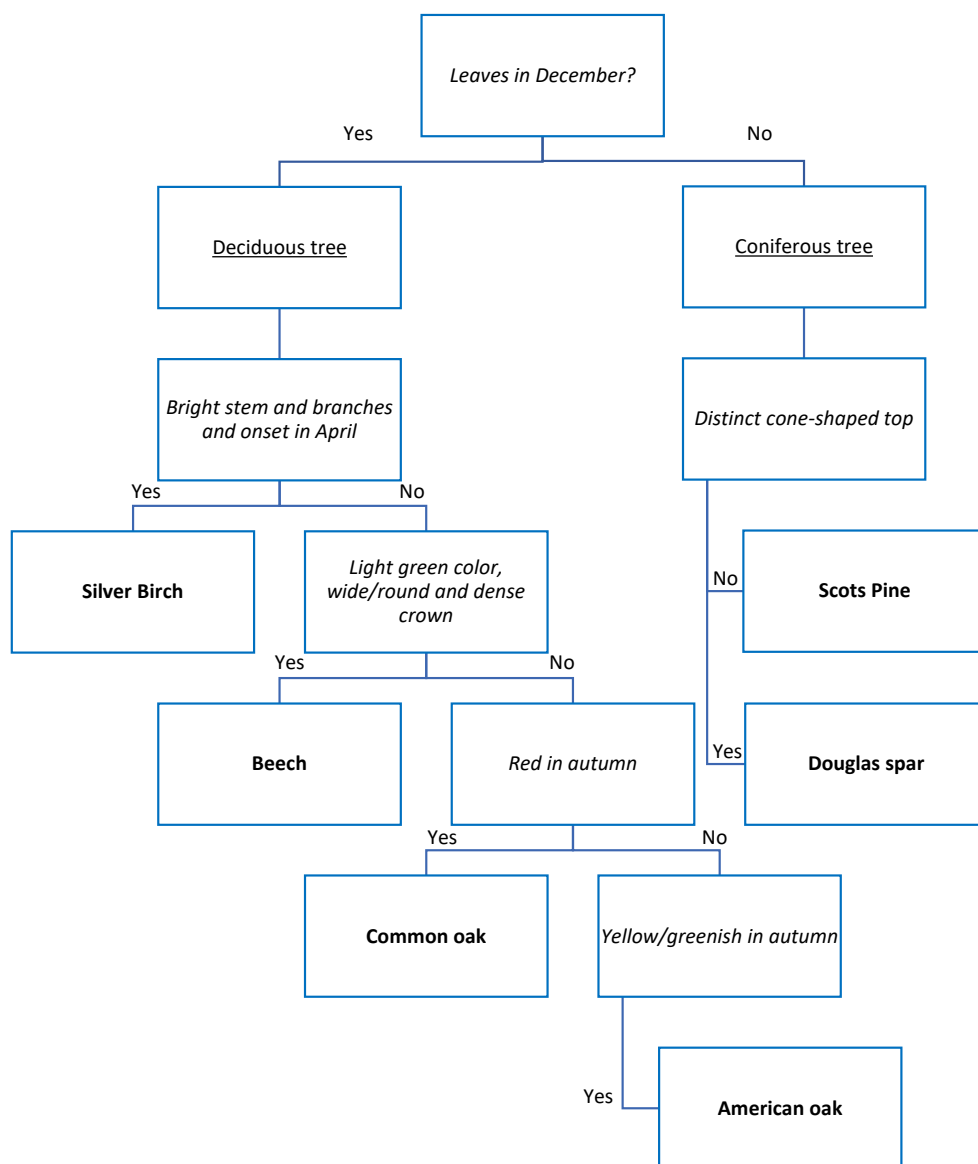 Leaves in December?
Yes
No
Deciduous tree
Coniferous tree
Bright stem and branches
and onset in April
Distinct cone-shaped top
Yes
No
Silver Birch
Light green color,
wide/round and dense
crown
No
Scots Pine
Yes
No
Beech
Red in autumn
Yes
Douglas spar
Yes
No
Common oak
Yellow/greenish in autumn
Yes
American oak